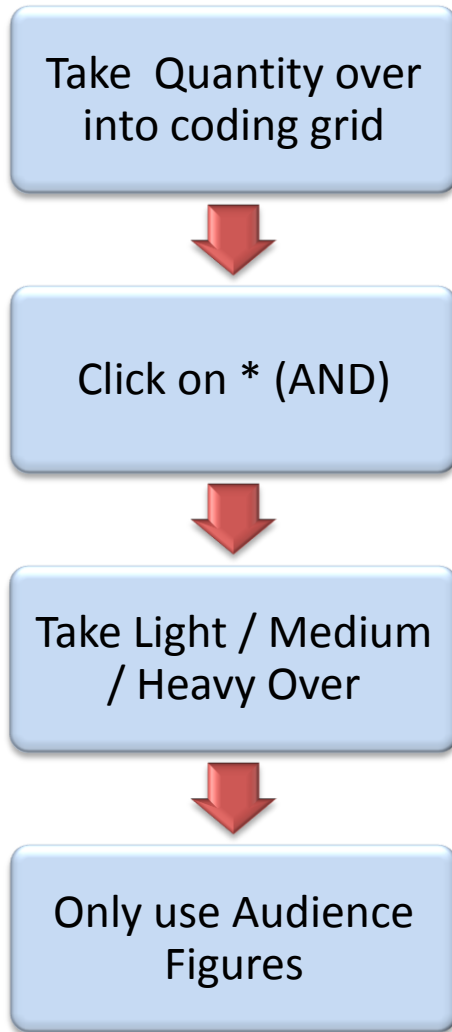 Take  Quantity over
into coding grid
Click on * (AND)
Take Light / Medium
/ Heavy Over
Only use Audience
Figures